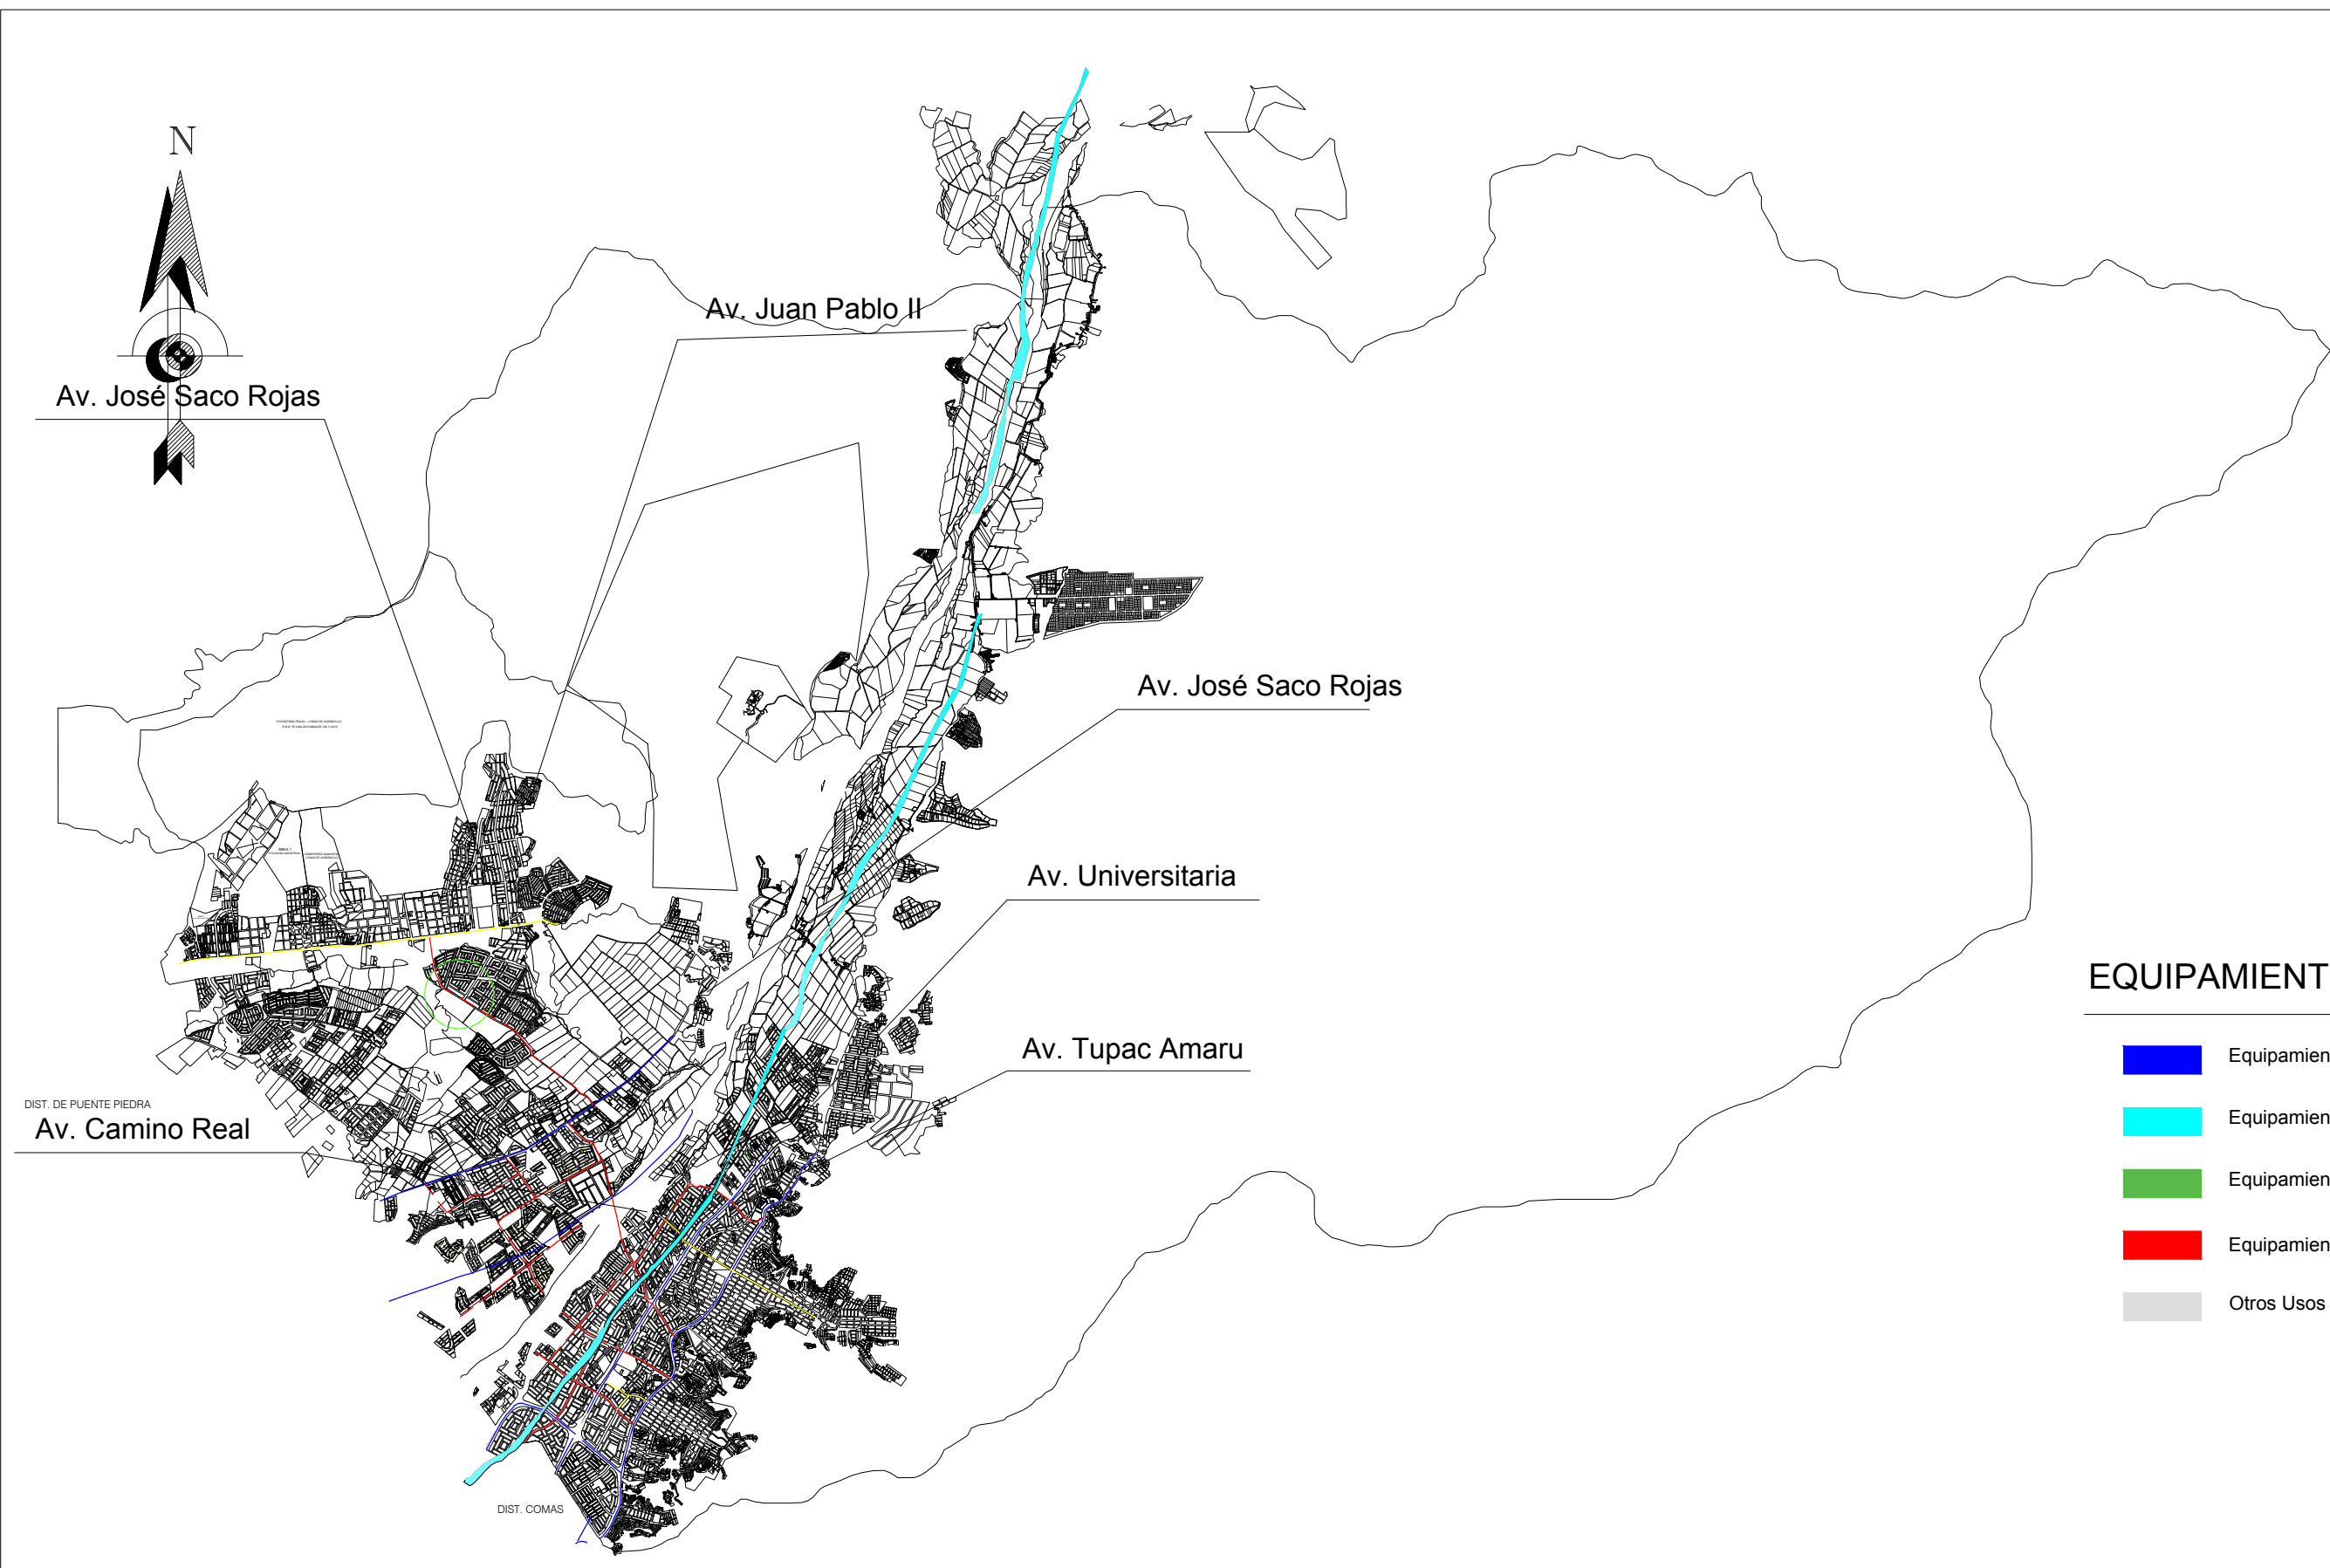 N
Av. Juan Pablo II
Av. José Saco Rojas
Av. José Saco Rojas
Av. Universitaria
EQUIPAMIENT
Av. Tupac Amaru
Equipamien
DIST. DE PUENTE PIEDRA
Av. Camino Real
Equipamien
Equipamien
Equipamien
Otros Usos
DIST. COMAS